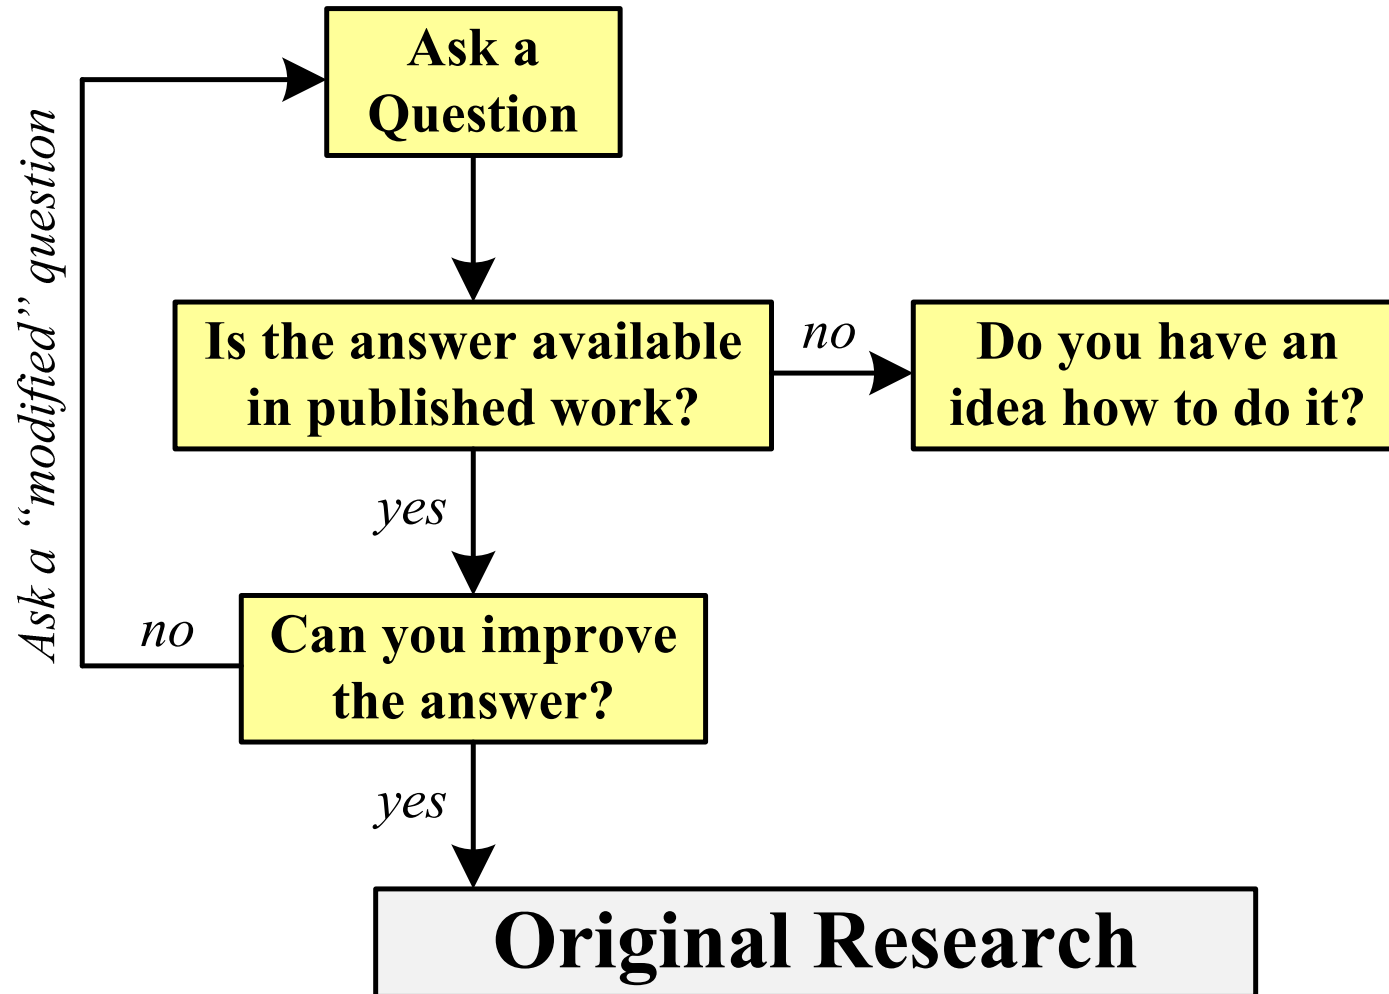 Ask a
Question
Ask a “modified” question
Is the answer available
in published work?
no
Do you have an
idea how to do it?
yes
no
Can you improve
the answer?
yes
Original Research